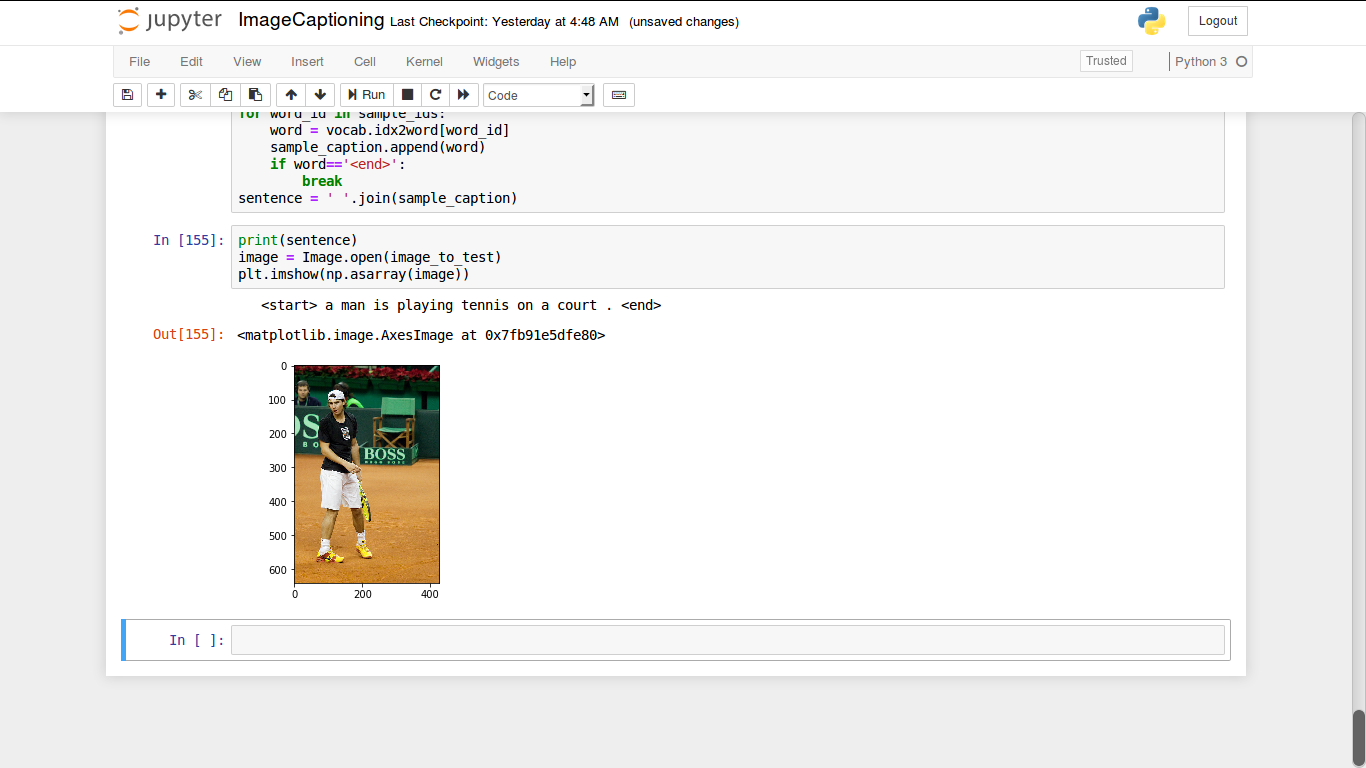 jupyter ImageCaptioning Last Checkpoint: Yesterday at 4:48 AM (unsaved changes)
Logout
File Edit View Insert Cell Kernel Widgets Help
Trusted
Python 3
Run
Code
for word_id in sample_ids:
    word = vocab.idx2word[word_id]
    sample_caption.append(word)
    if word=='<end>':
        break
sentence = ' '.join(sample_caption)
In [155]:
print(sentence)
image = Image.open(image_to_test)
plt.imshow(np.asarray(image))
<start> a man is playing tennis on a court . <end>
Out[155]: <matplotlib.image.AxesImage at 0x7fb91e5dfe80>
0
100
200
300
400
500
600
OS
BO
BOSS
HUGO BOSS
0 200 400
In [ ]: